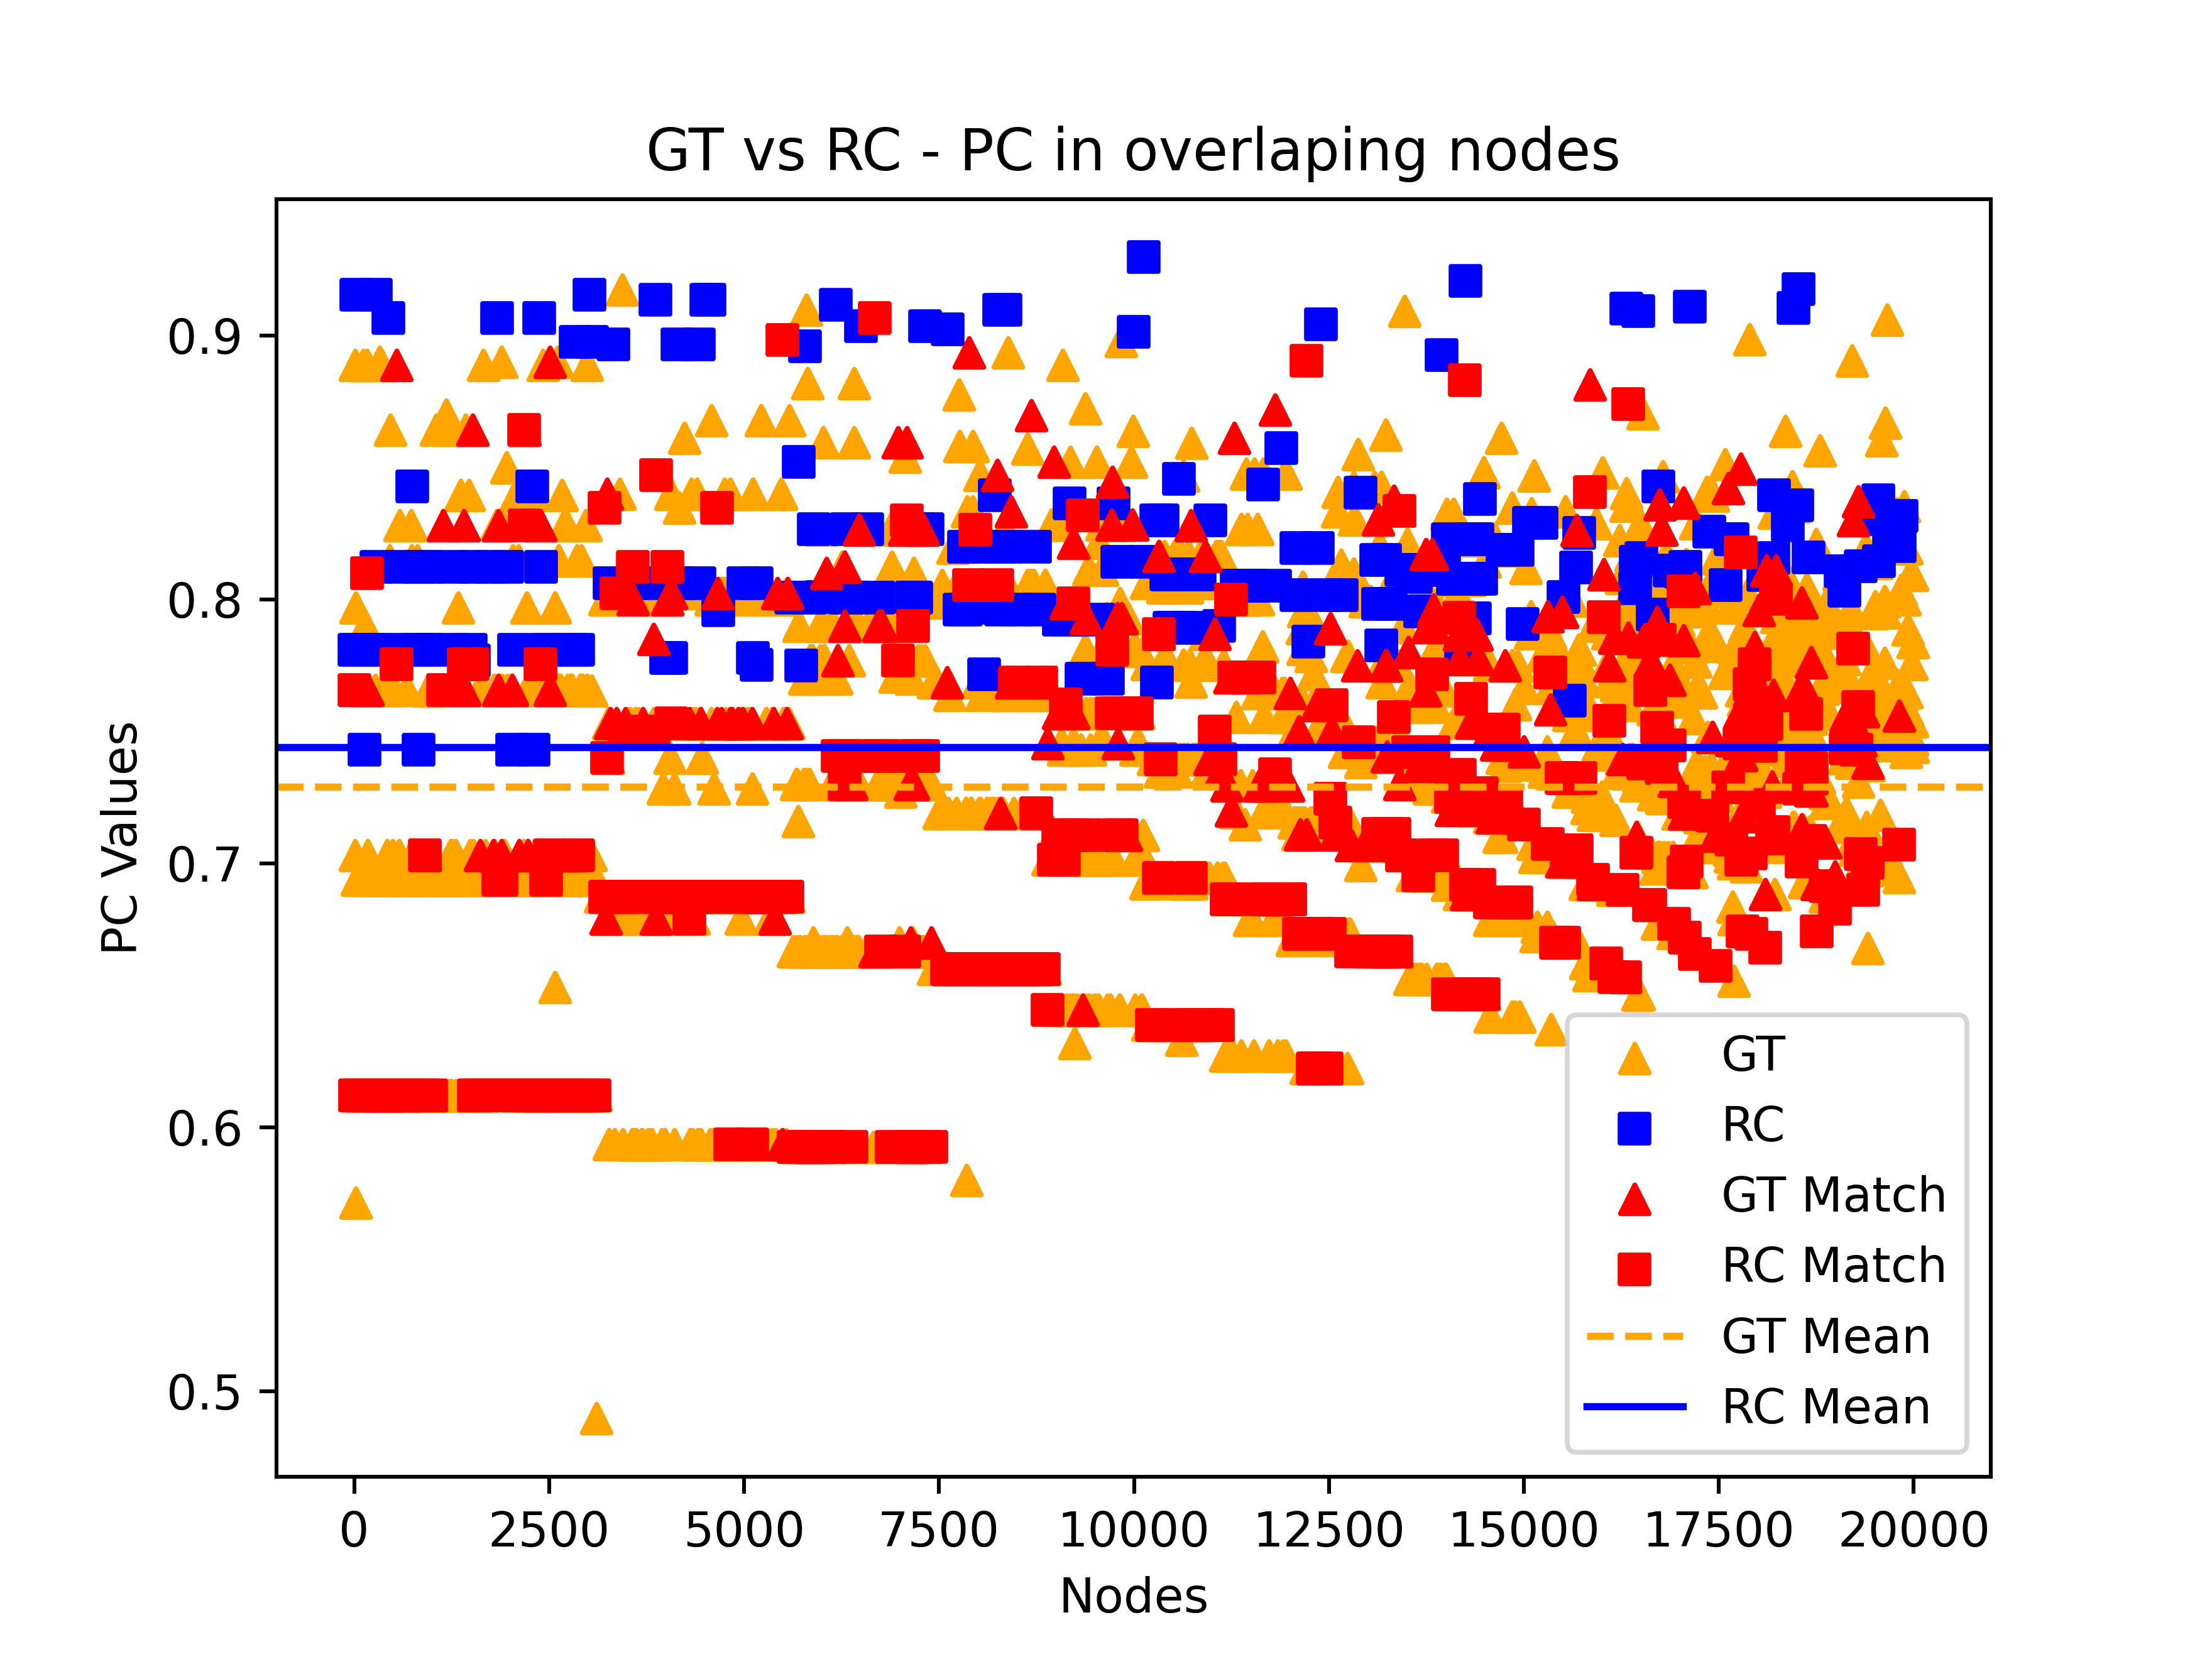 GT vs RC - PC in overlaping nodes
PC Values
0.9
0.8
0.7
0.6
0.5
GT
RC
GT Match
RC Match
GT Mean
RC Mean
0 2500 5000 7500 10000 12500 15000 17500 20000
Nodes